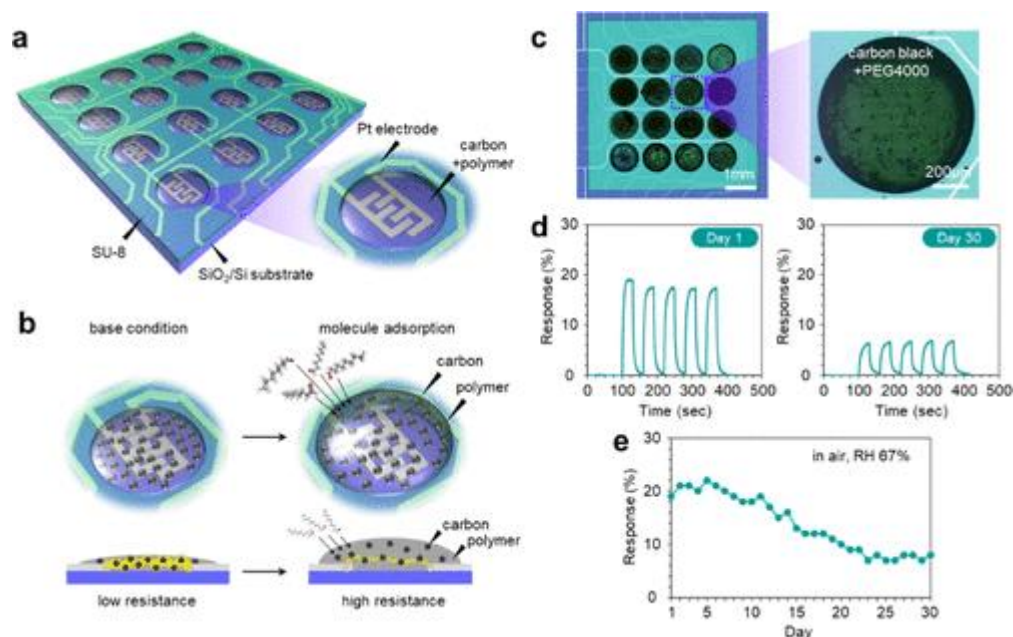 a
Pt electrode
carbon
+polymer
SU-8
SiO2/Si substrate
b
base condition
molecule adsorption
carbon
polymer
carbon
polymer
low resistance
high resistance
c
carbon black
+PEG4000
1mm
200μm
d
Day 1
Response (%)
30
20
10
0
0 100 200 300 400 500
Time (sec)
Day 30
Response (%)
30
20
10
0
0 100 200 300 400 500
Time (sec)
e
in air, RH 67%
Response (%)
30
20
10
0
1 5 10 15 20 25 30
Day